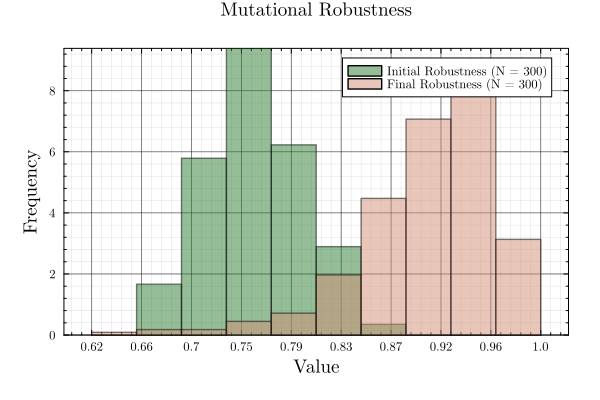 Mutational Robustness
Initial Robustness (N = 300)
Final Robustness (N = 300)
Frequency
8
6
4
2
0
0.62 0.66 0.7 0.75 0.79 0.83 0.87 0.92 0.96 1.0
Value